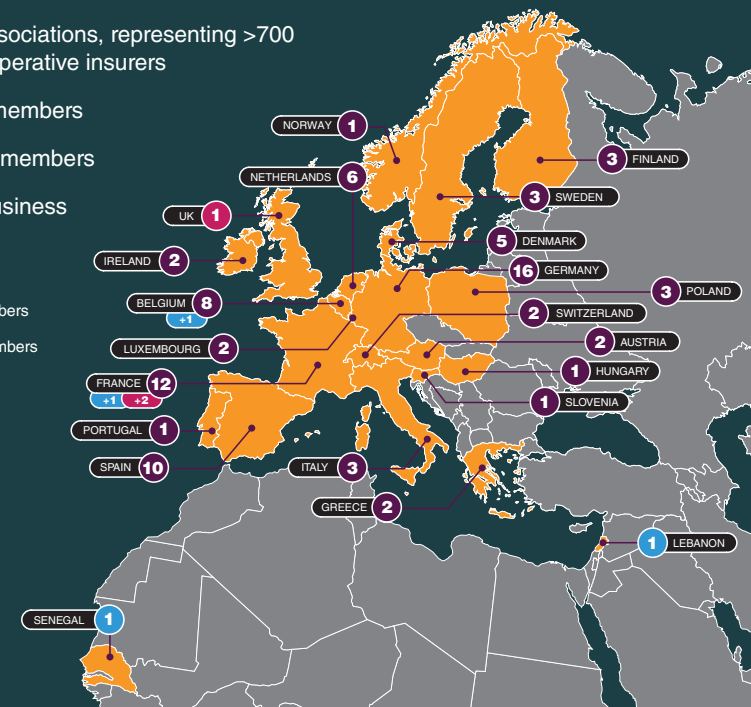 sociations, representing >700
perative insurers
members
members
usiness
bers
mbers
NORWAY 1
NETHERLANDS 6
3 FINLAND
3 SWEDEN
UK 1
5 DENMARK
IRELAND 2
16 GERMANY
3 POLAND
BELGIUM 8
+1
2 SWITZERLAND
LUXEMBOURG 2
2 AUSTRIA
1 HUNGARY
FRANCE 12
+1 +2
1 SLOVENIA
PORTUGAL 1
SPAIN 10
ITALY 3
GREECE 2
1 LEBANON
SENEGAL 1